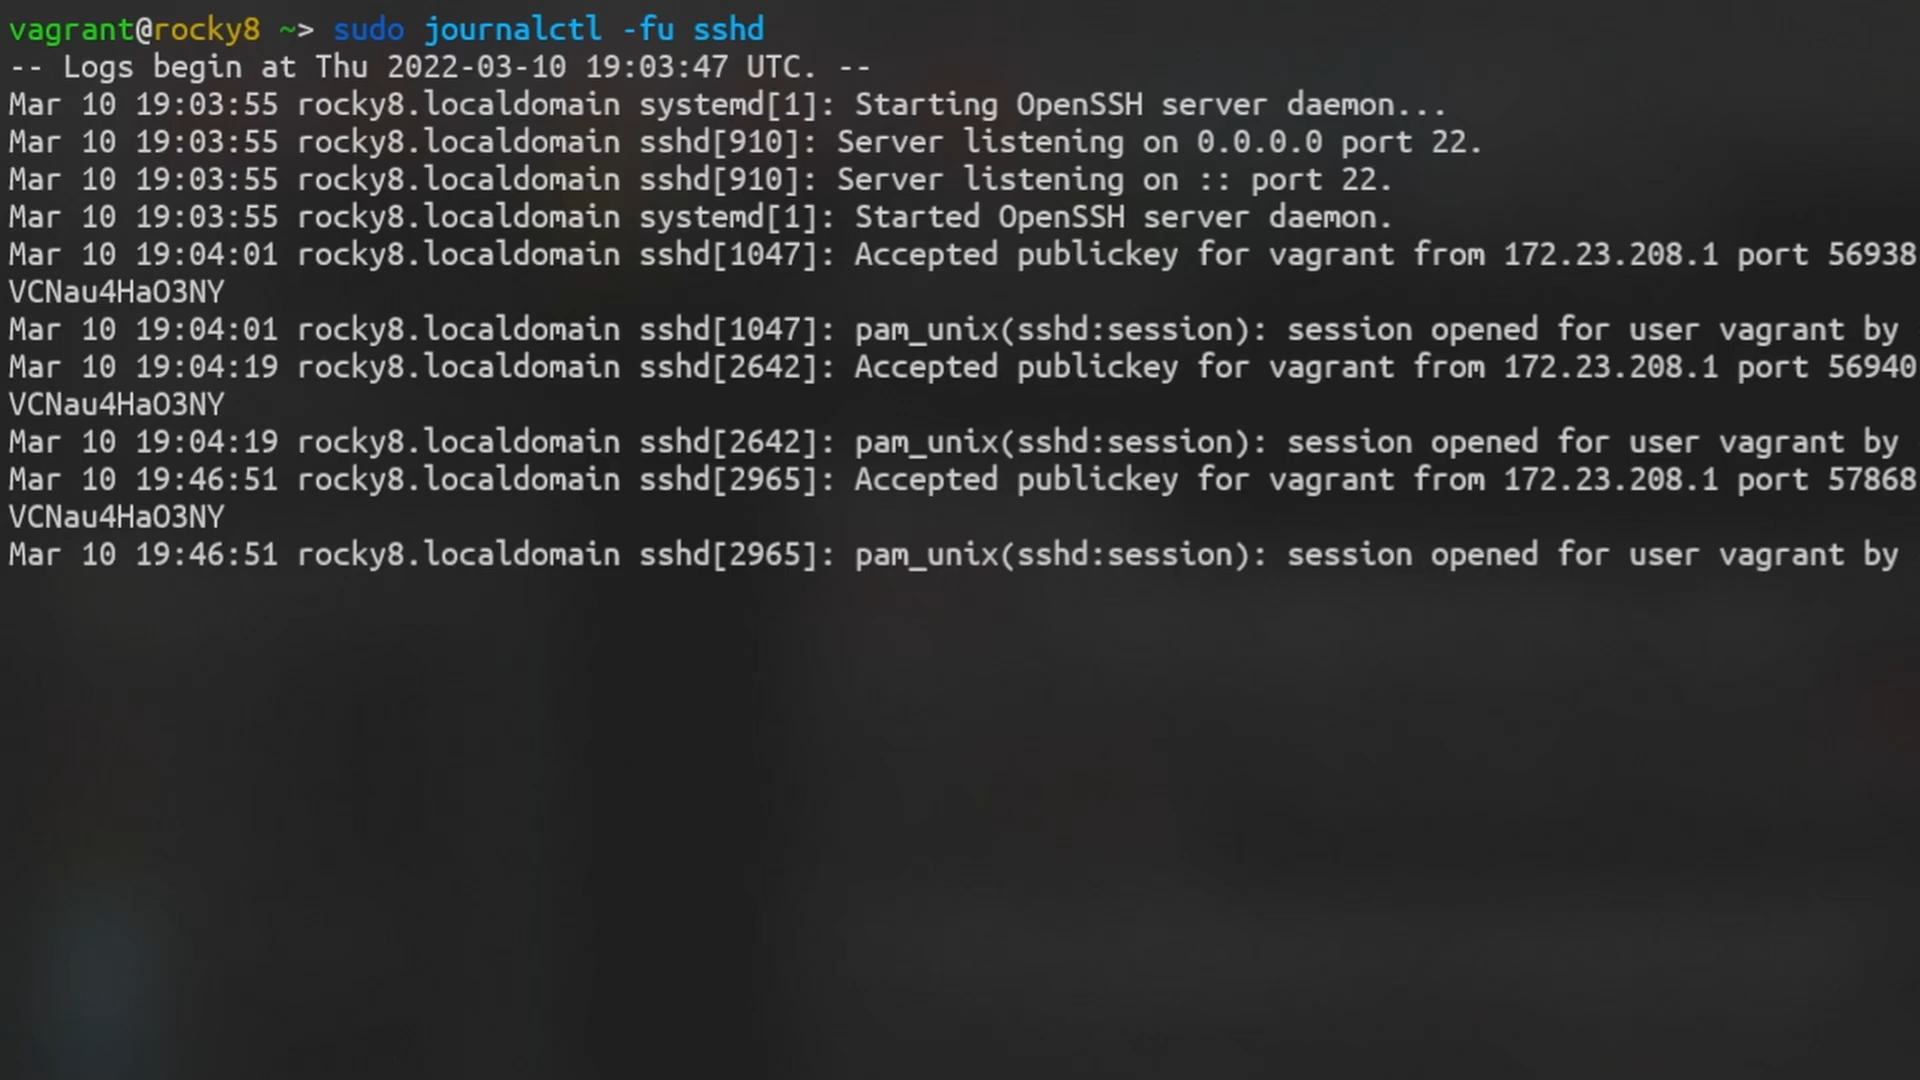 vagrant@rocky8 ~> sudo journalctl -fu sshd
-- Logs begin at Thu 2022-03-10 19:03:47 UTC. --
Mar 10 19:03:55 rocky8.localdomain systemd[1]: Starting OpenSSH server daemon...
Mar 10 19:03:55 rocky8.localdomain sshd[910]: Server listening on 0.0.0.0 port 22.
Mar 10 19:03:55 rocky8.localdomain sshd[910]: Server listening on :: port 22.
Mar 10 19:03:55 rocky8.localdomain systemd[1]: Started OpenSSH server daemon.
Mar 10 19:04:01 rocky8.localdomain sshd[1047]: Accepted publickey for vagrant from 172.23.208.1 port 56938
VCNau4HaO3NY
Mar 10 19:04:01 rocky8.localdomain sshd[1047]: pam_unix(sshd:session): session opened for user vagrant by
Mar 10 19:04:19 rocky8.localdomain sshd[2642]: Accepted publickey for vagrant from 172.23.208.1 port 56940
VCNau4HaO3NY
Mar 10 19:04:19 rocky8.localdomain sshd[2642]: pam_unix(sshd:session): session opened for user vagrant by
Mar 10 19:46:51 rocky8.localdomain sshd[2965]: Accepted publickey for vagrant from 172.23.208.1 port 57868
VCNau4HaO3NY
Mar 10 19:46:51 rocky8.localdomain sshd[2965]: pam_unix(sshd:session): session opened for user vagrant by